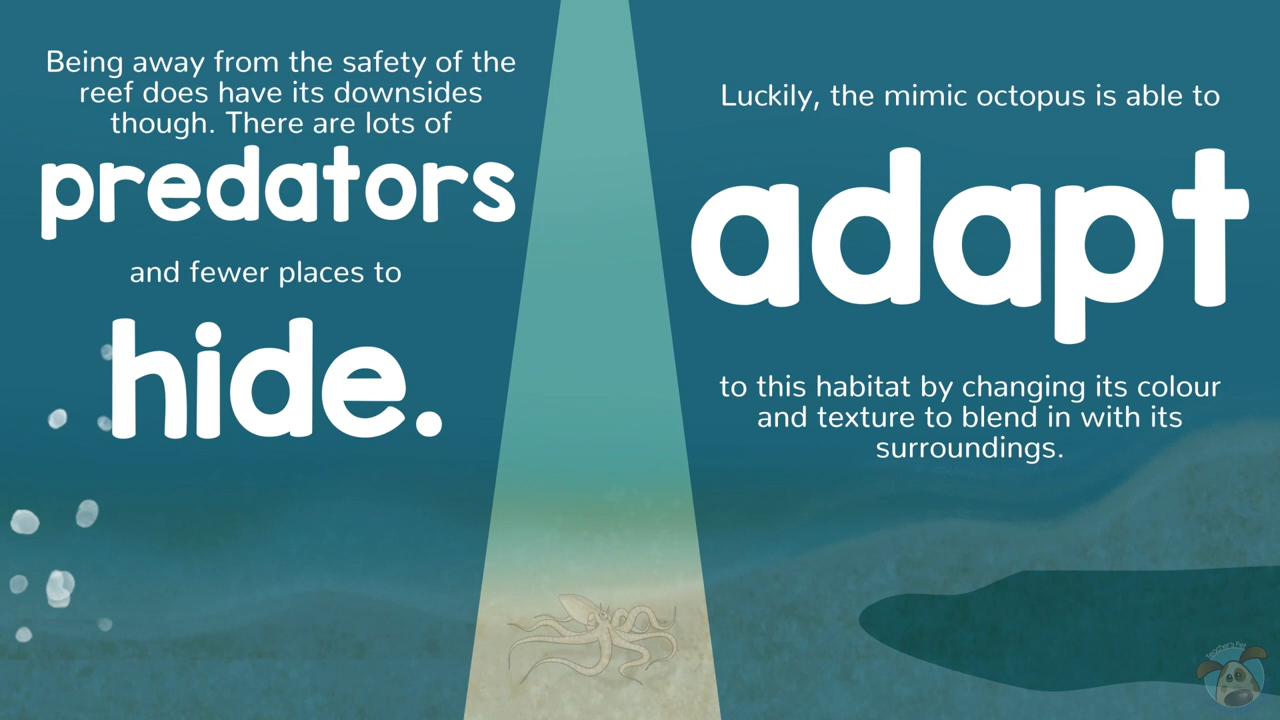 Being away from the safety of the
reef does have its downsides
though. There are lots of
predators
and fewer places to
hide.
Luckily, the mimic octopus is able to
adapt
to this habitat by changing its colour
and texture to blend in with its
surroundings.
Teacher's Pet